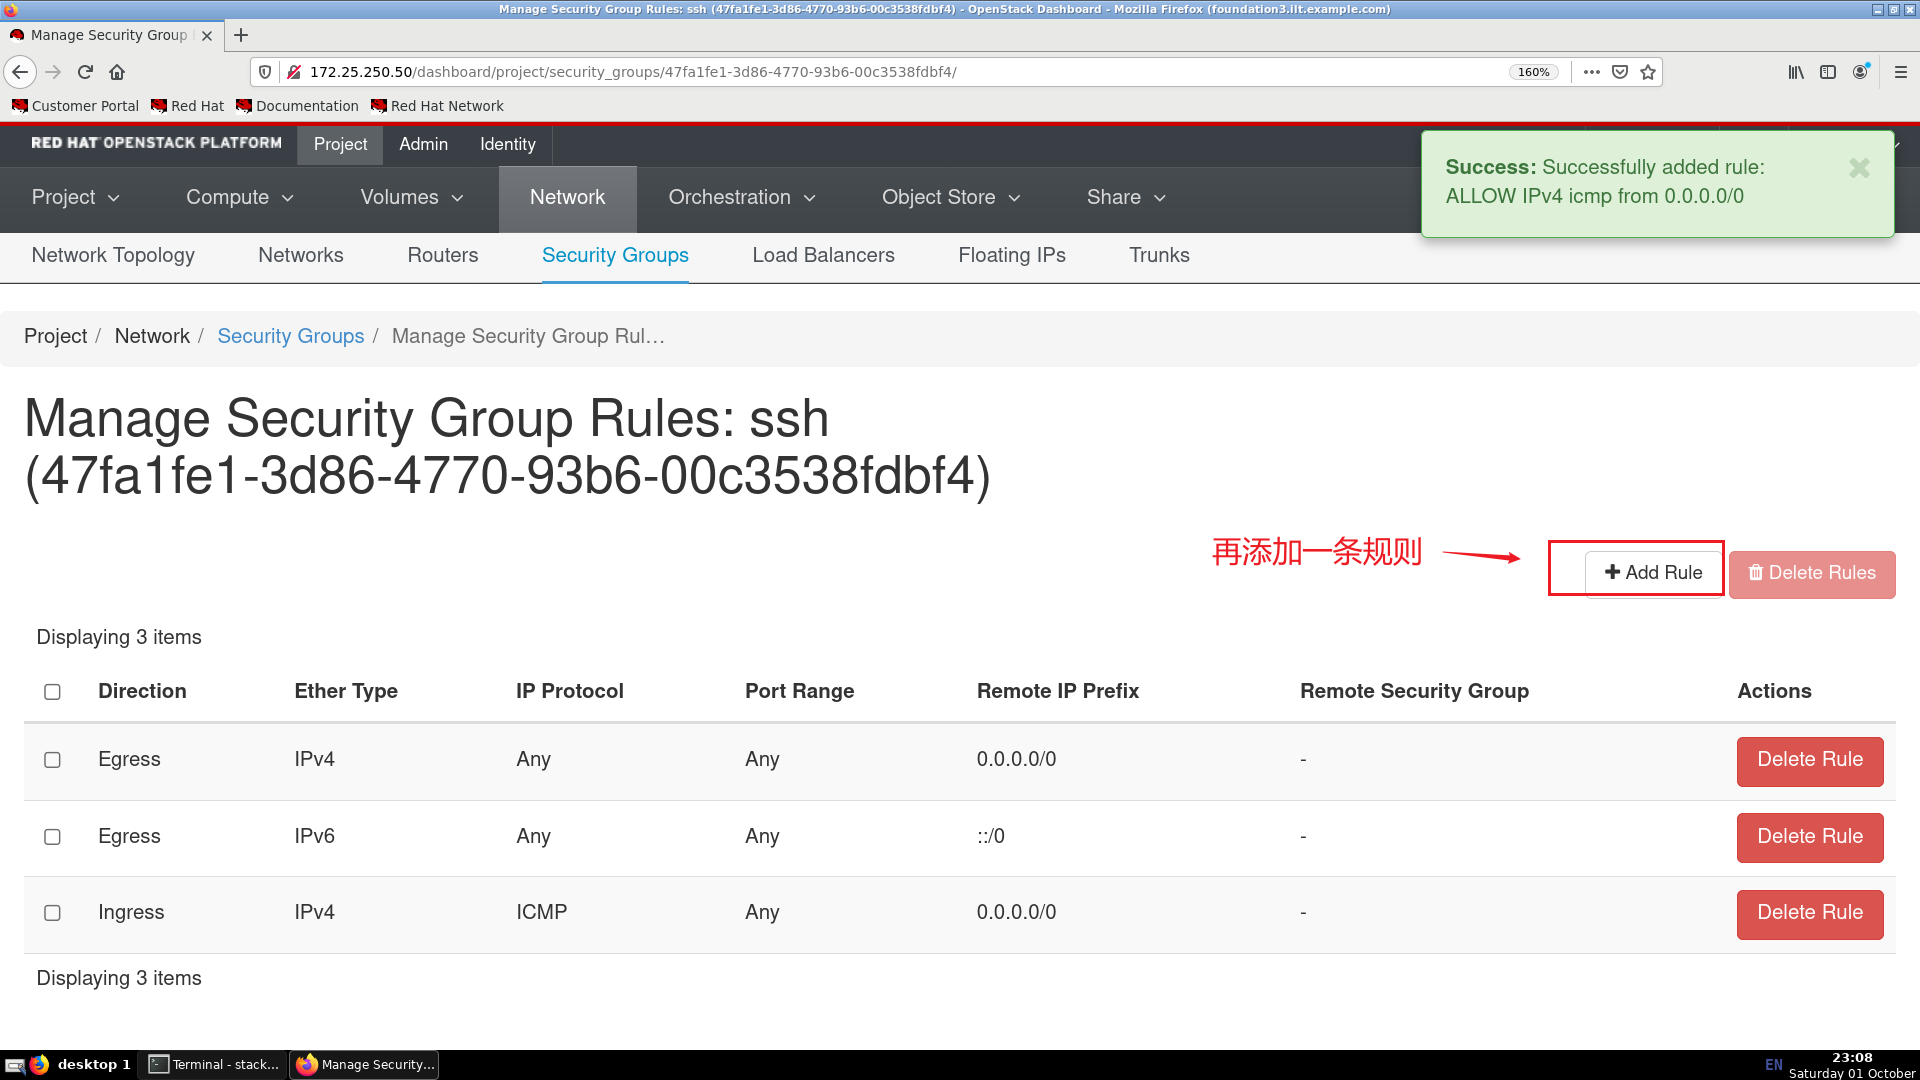 Manage Security Group Rules: ssh (47fa1fe1-3d86-4770-93b6-00c3538fdbf4) - OpenStack Dashboard - Mozilla Firefox (foundation3.ilt.example.com)
Manage Security Group
172.25.250.50/dashboard/project/security_groups/47fa1fe1-3d86-4770-93b6-00c3538fdbf4/
160%
Customer Portal Red Hat Documentation Red Hat Network
RED HAT OPENSTACK PLATFORM Project Admin Identity
Project Compute Volumes Network Orchestration Object Store Share
Success: Successfully added rule:
ALLOW IPv4 icmp from 0.0.0.0/0
Network Topology Networks Routers Security Groups Load Balancers Floating IPs Trunks
Project / Network / Security Groups / Manage Security Group Rul…
Manage Security Group Rules: ssh
(47fa1fe1-3d86-4770-93b6-00c3538fdbf4)
再添加一条规则
Add Rule Delete Rules
Displaying 3 items
Direction Ether Type IP Protocol Port Range Remote IP Prefix Remote Security Group Actions
Egress IPv4 Any Any 0.0.0.0/0 - Delete Rule
Egress IPv6 Any Any ::/0 - Delete Rule
Ingress IPv4 ICMP Any 0.0.0.0/0 - Delete Rule
Displaying 3 items
desktop 1 Terminal - stack... Manage Security... EN 23:08
Saturday 01 October